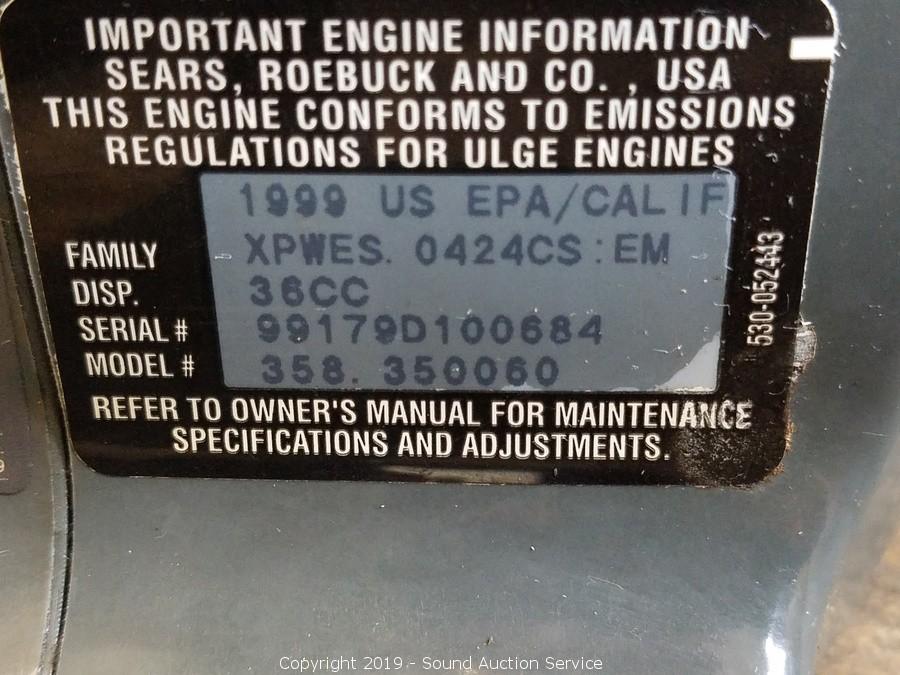 IMPORTANT ENGINE INFORMATION
SEARS, ROEBUCK AND CO. , USA
THIS ENGINE CONFORMS TO EMISSIONS
REGULATIONS FOR ULGE ENGINES
1999 US EPA/CALIF
FAMILY XPWES. 0424CS:EM
DISP. 36CC
SERIAL # 99179D100684
MODEL # 358. 350060
530-052443
REFER TO OWNER'S MANUAL FOR MAINTENANCE
SPECIFICATIONS AND ADJUSTMENTS.
9
Copyright 2019 - Sound Auction Service